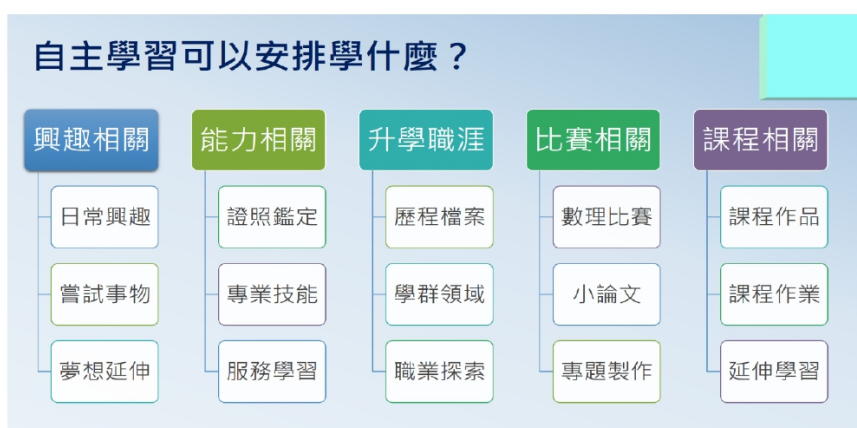 自主學習可以安排學什麼？
興趣相關
日常興趣
嘗試事物
夢想延伸
能力相關
證照鑑定
專業技能
服務學習
升學職涯
歷程檔案
學群領域
職業探索
比賽相關
數理比賽
小論文
專題製作
課程相關
課程作品
課程作業
延伸學習